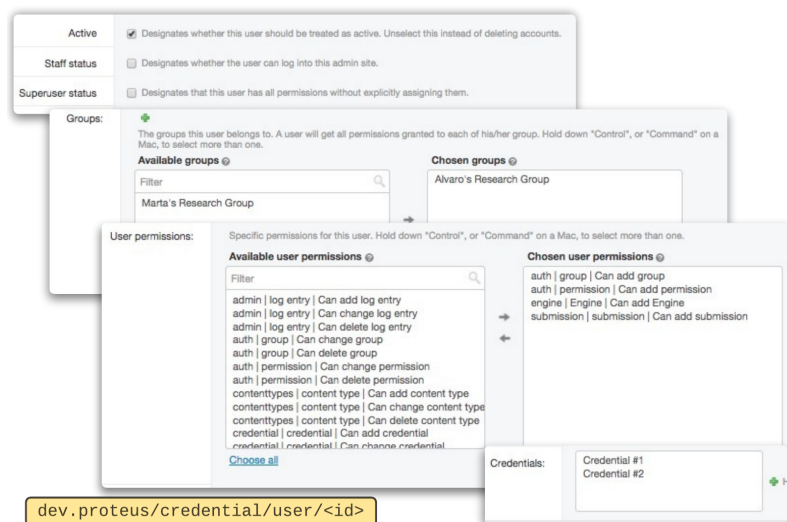 Active
Designates whether this user should be treated as active. Unselect this instead of deleting accounts.
Staff status
Designates whether the user can log into this admin site.
Superuser status
Designates that this user has all permissions without explicitly assigning them.
Groups:
The groups this user belongs to. A user will get all permissions granted to each of his/her group. Hold down "Control", or "Command" on a
Mac, to select more than one.
Available groups
Chosen groups
Filter
Alvaro's Research Group
Marta's Research Group
User permissions:
Specific permissions for this user. Hold down "Control", or "Command" on a Mac, to select more than one.
Available user permissions
Chosen user permissions
Filter
auth | group | Can add group
auth | permission | Can add permission
engine | Engine | Can add Engine
submission | submission | Can add submission
admin | log entry | Can add log entry
admin | log entry | Can change log entry
admin | log entry | Can delete log entry
auth | group | Can change group
auth | group | Can delete group
auth | permission | Can change permission
auth | permission | Can delete permission
contenttypes | content type | Can add content type
contenttypes | content type | Can change content type
contenttypes | content type | Can delete content type
credential | credential | Can add credential
credential | credential | Can change credential
Choose all
Credentials:
Credential #1
Credential #2
H
dev.proteus/credential/user/<id>